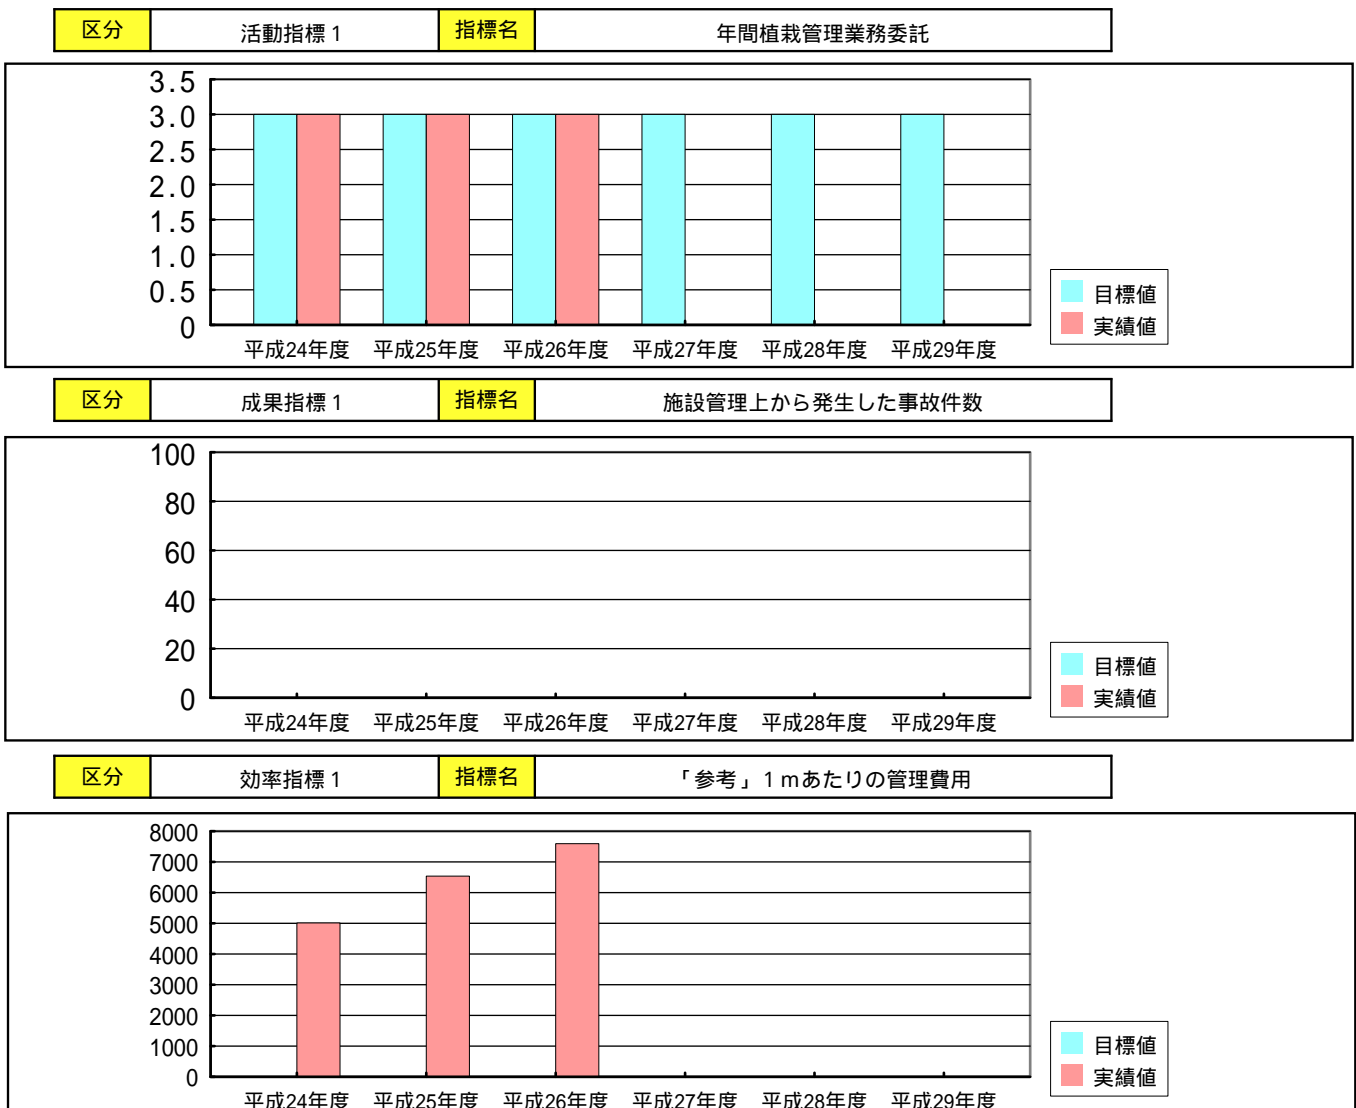 区分 活動指標１ 指標名 年間植栽管理業務委託
3.5
3.0
2.5
2.0
1.5
1.0
0.5
0
平成24年度 平成25年度 平成26年度 平成27年度 平成28年度 平成29年度
目標値
実績値
区分 成果指標１ 指標名 施設管理上から発生した事故件数
100
80
60
40
20
0
平成24年度 平成25年度 平成26年度 平成27年度 平成28年度 平成29年度
目標値
実績値
区分 効率指標１ 指標名 「参考」１ｍあたりの管理費用
8000
7000
6000
5000
4000
3000
2000
1000
0
平成24年度 平成25年度 平成26年度 平成27年度 平成28年度 平成29年度
目標値
実績値